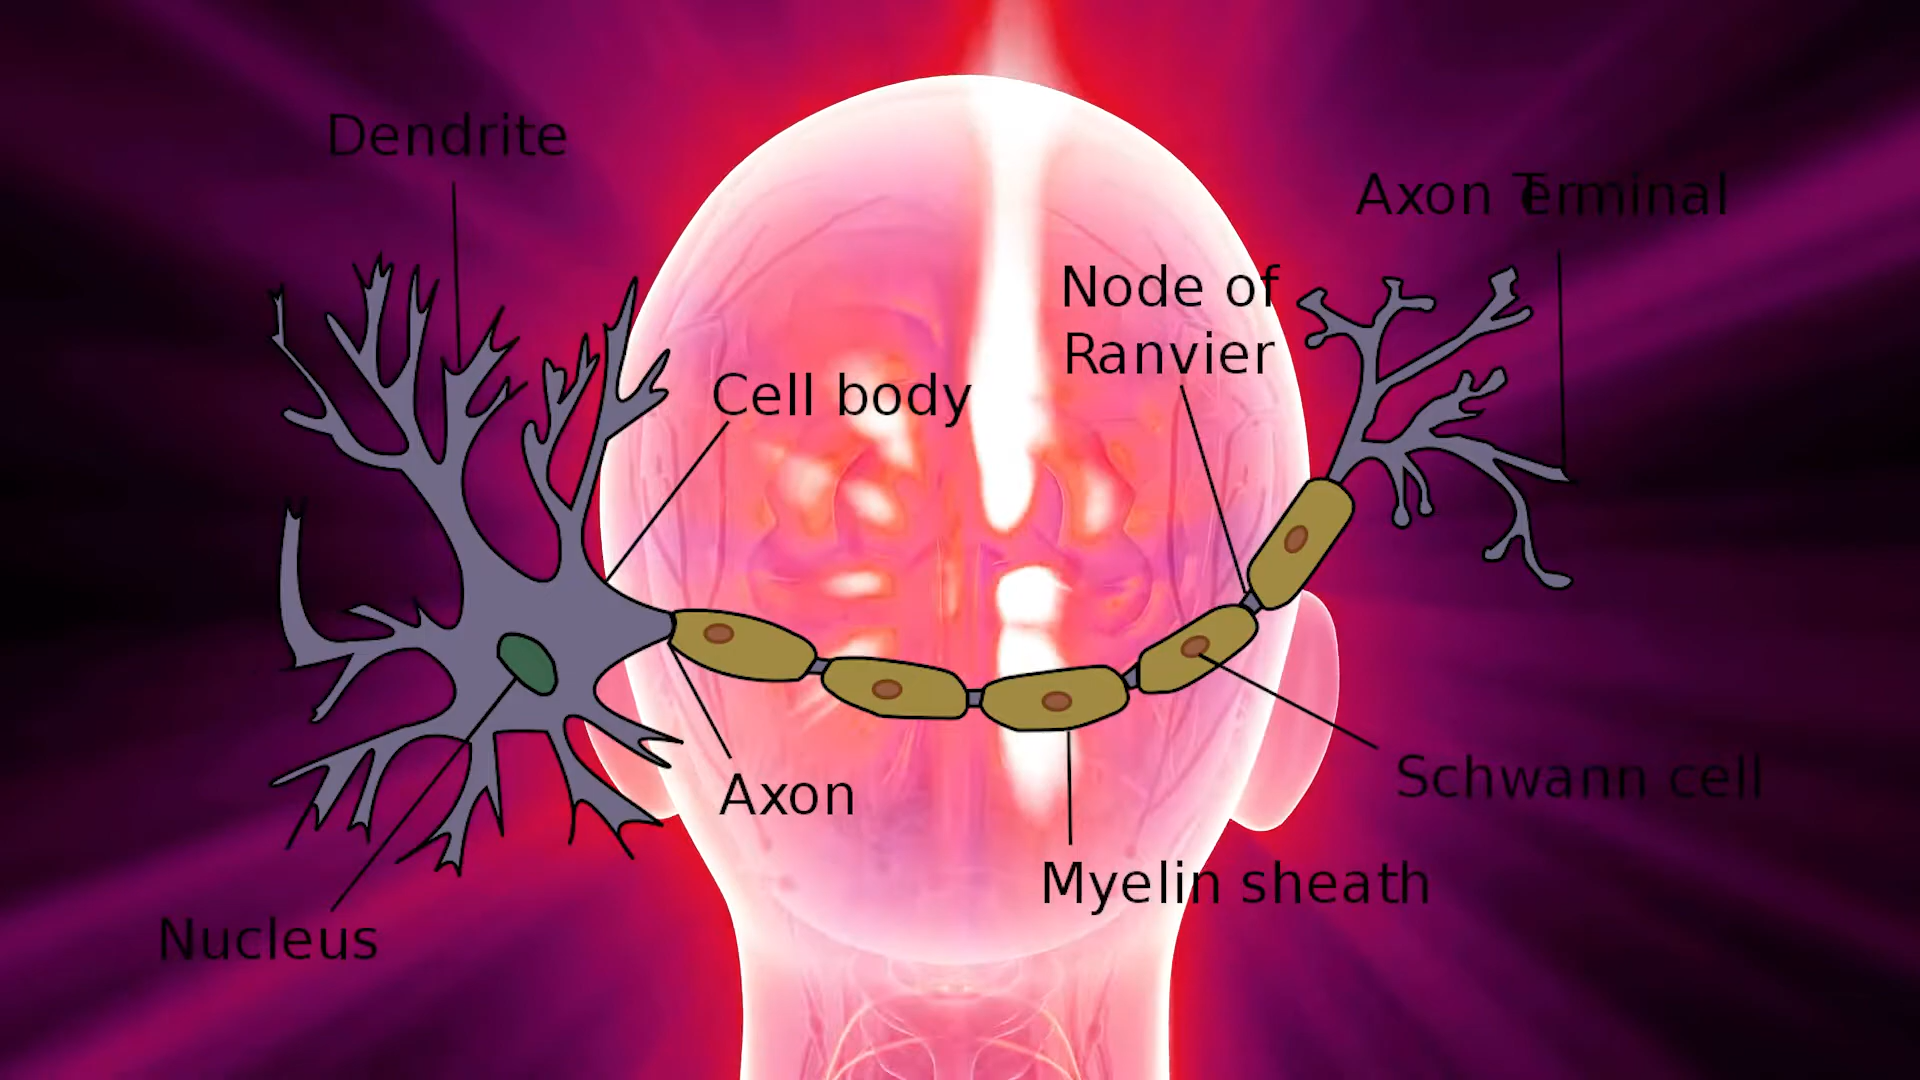 Dendrite
Axon Terminal
Node of
Ranvier
Cell body
Schwann cell
Axon
Myelin sheath
Nucleus